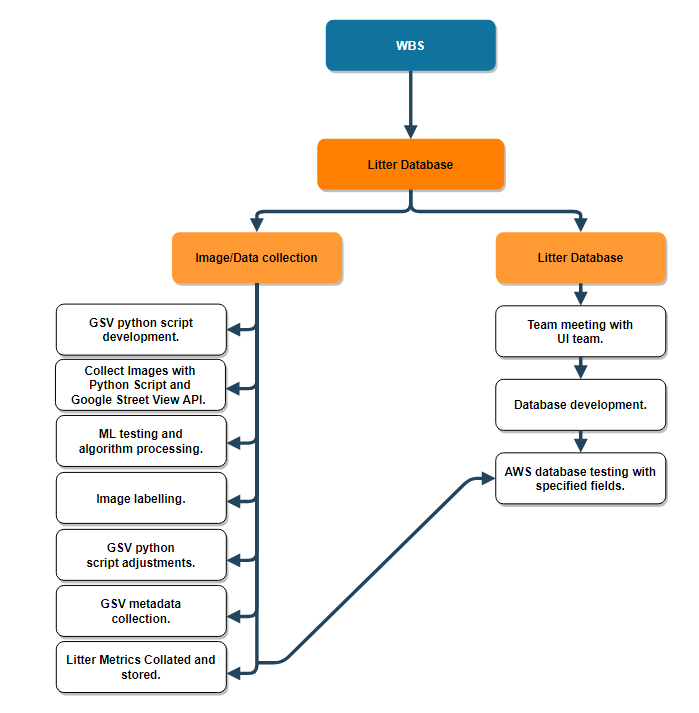 WBS
Litter Database
Image/Data collection
GSV python script
development.
Collect Images with
Python Script and
Google Street View API.
ML testing and
algorithm processing.
Image labelling.
GSV python
script adjustments.
GSV metadata
collection.
Litter Metrics Collated and
stored.
Litter Database
Team meeting with
UI team.
Database development.
AWS database testing with
specified fields.